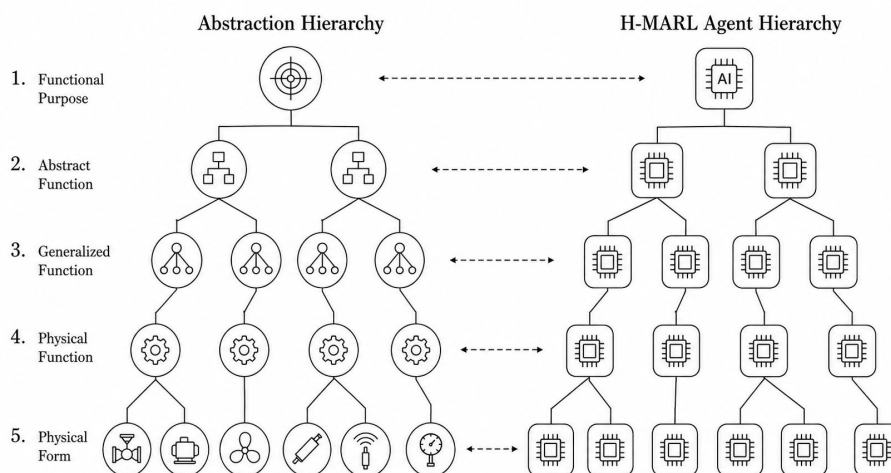 Abstraction Hierarchy
H-MARL Agent Hierarchy
1. Functional
Purpose
AI
2. Abstract
Function
3. Generalized
Function
4. Physical
Function
5. Physical
Form